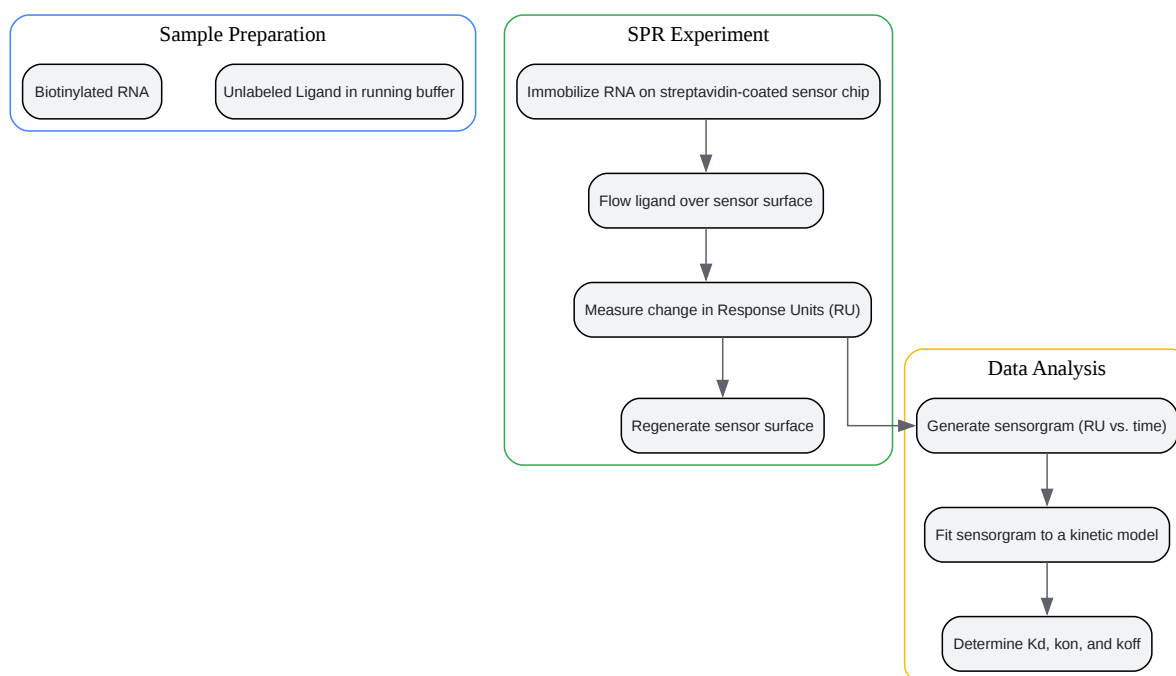 Sample Preparation
Biotinylated RNA
Unlabeled Ligand in running buffer
SPR Experiment
Immobilize RNA on streptavidin-coated sensor chip
Flow ligand over sensor surface
Measure change in Response Units (RU)
Regenerate sensor surface
Data Analysis
Generate sensorgram (RU vs. time)
Fit sensorgram to a kinetic model
Determine Kd, kon, and koff